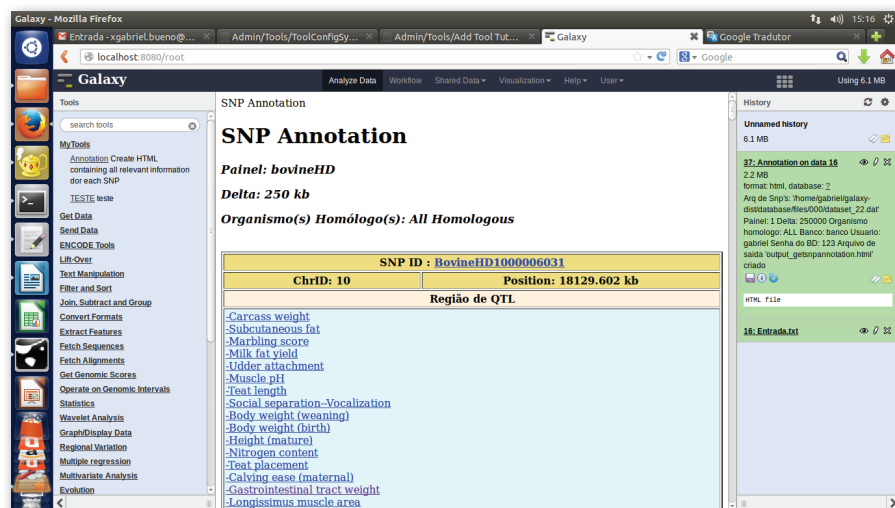 Galaxy - Mozilla Firefox
15:16
Entrada - xgabriel.bueno@...
Admin/Tools/ToolConfigSy...
Admin/Tools/Add Tool Tut...
Galaxy
Google Tradutor
localhost:8080/root
Google
Galaxy
Analyze Data
Workflow
Shared Data
Visualization
Help
User
Using 6.1 MB
Tools
search tools
MyTools
Annotation Create HTML
containing all relevant information
dor each SNP
TESTE teste
Get Data
Send Data
ENCODE Tools
Lift-Over
Text Manipulation
Filter and Sort
Join, Subtract and Group
Convert Formats
Extract Features
Fetch Sequences
Fetch Alignments
Get Genomic Scores
Operate on Genomic Intervals
Statistics
Wavelet Analysis
Graph/Display Data
Regional Variation
Multiple regression
Multivariate Analysis
Evolution
SNP Annotation
SNP Annotation
Painel: bovineHD
Delta: 250 kb
Organismo(s) Homólogo(s): All Homologous
SNP ID : BovineHD1000006031
ChrID: 10
Position: 18129.602 kb
Região de QTL
-Carcass weight
-Subcutaneous fat
-Marbling score
-Milk fat yield
-Udder attachment
-Muscle pH
-Teat length
-Social separation--Vocalization
-Body weight (weaning)
-Body weight (birth)
-Height (mature)
-Nitrogen content
-Teat placement
-Calving ease (maternal)
-Gastrointestinal tract weight
-Longissimus muscle area
History
Unnamed history
6.1 MB
37: Annotation on data 16
2.2 MB
format: html, database: ?
Arq de Snp's: '/home/gabriel/galaxy-
dist/database/files/000/dataset_22.dat'
Painel: 1 Delta: 250000 Organismo
homologo: ALL Banco: banco Usuario:
gabriel Senha do BD: 123 Arquivo de
saida 'output_getsnpannotation.html'
criado
HTML file
16: Entrada.txt